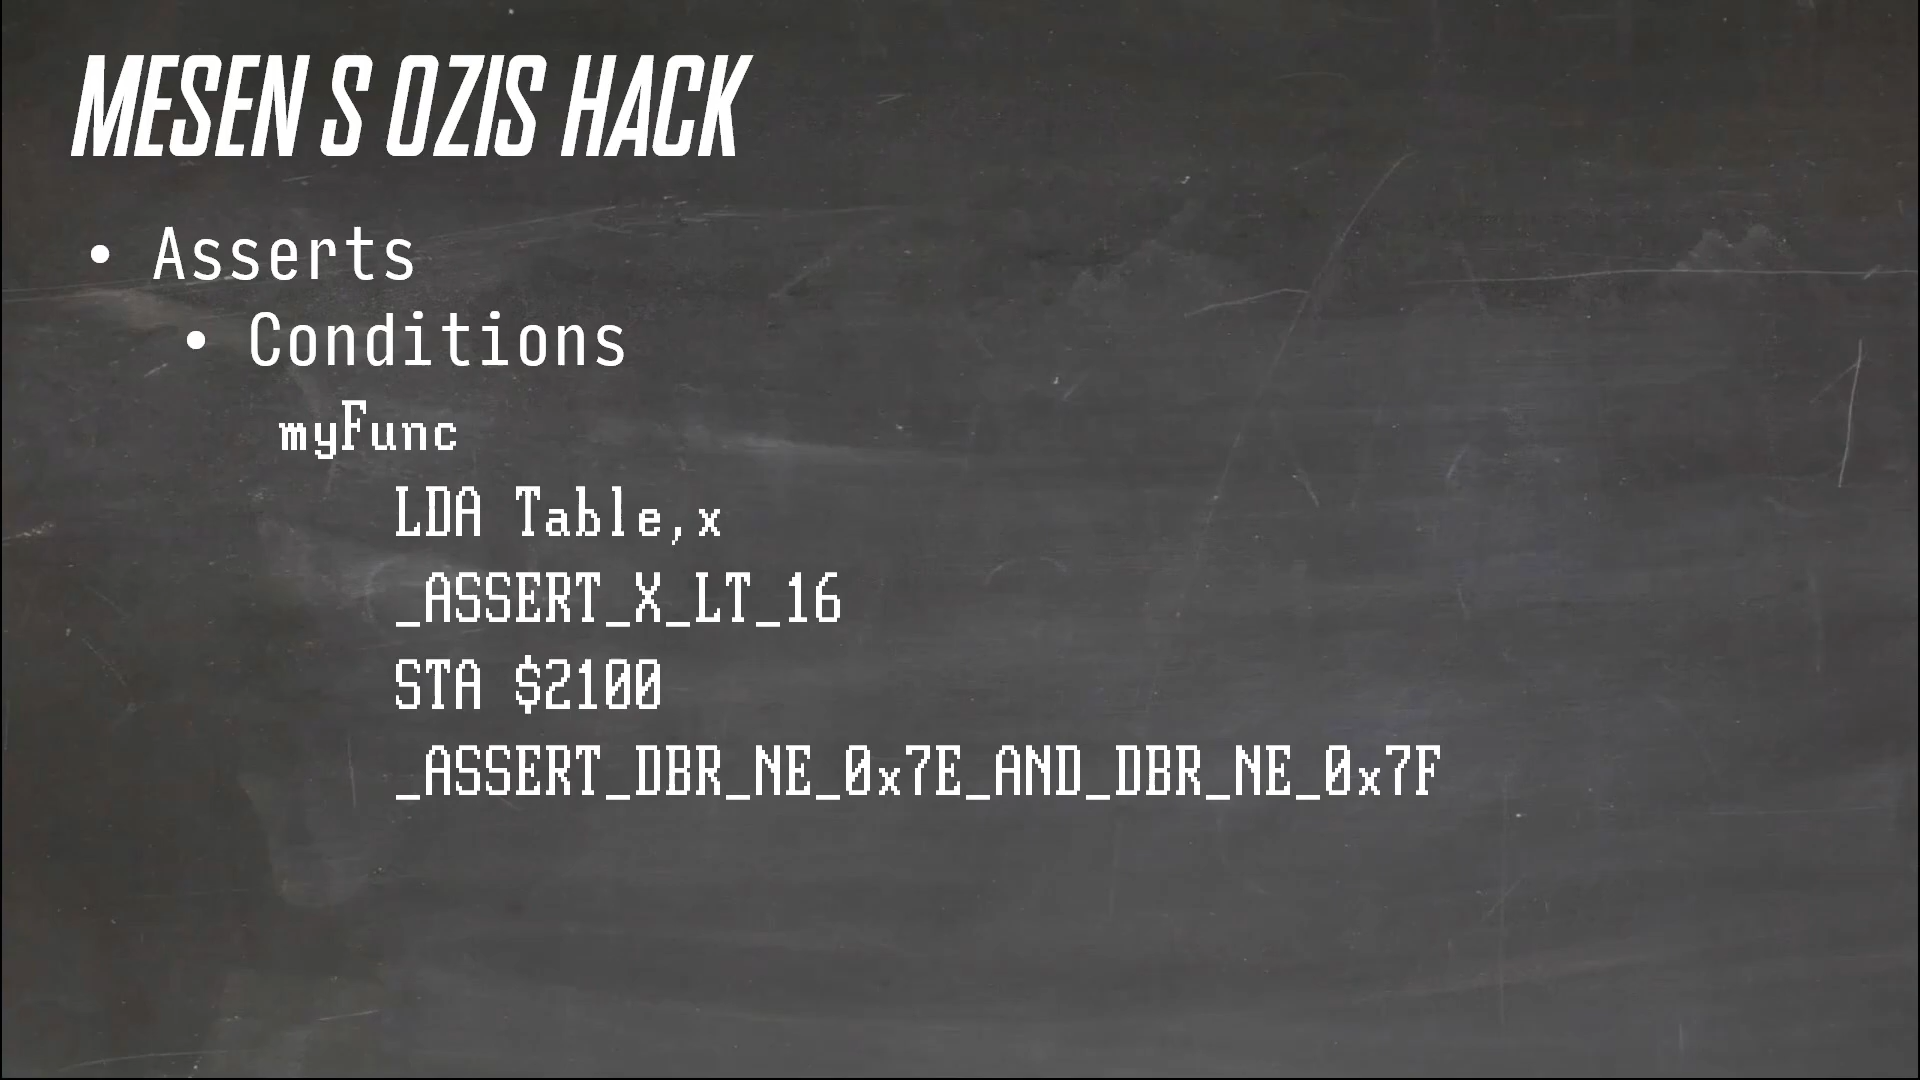 MESEN S OZIS HACK
• Asserts
• Conditions
myFunc
LDA Table,x
_ASSERT_X_LT_16
STA $2100
_ASSERT_DBR_NE_0x7E_AND_DBR_NE_0x7F